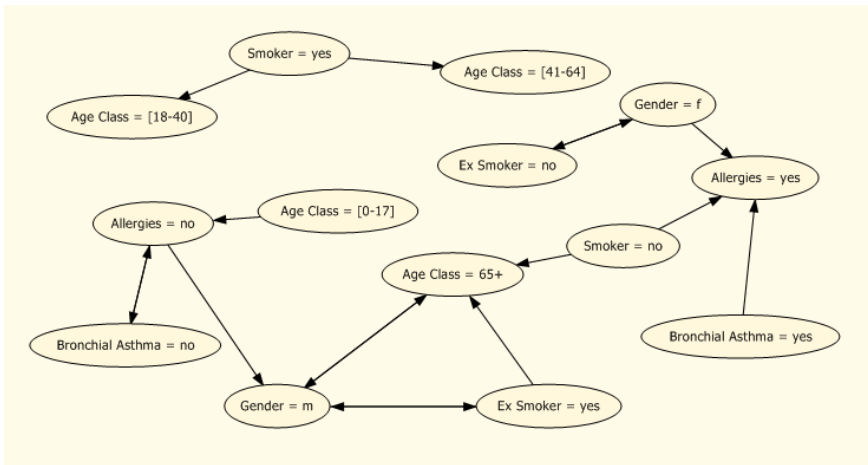 Smoker = yes
Age Class = [41-64]
Age Class = [18-40]
Gender = f
Ex Smoker = no
Allergies = yes
Age Class = [0-17]
Allergies = no
Smoker = no
Age Class = 65+
Bronchial Asthma = yes
Bronchial Asthma = no
Gender = m
Ex Smoker = yes